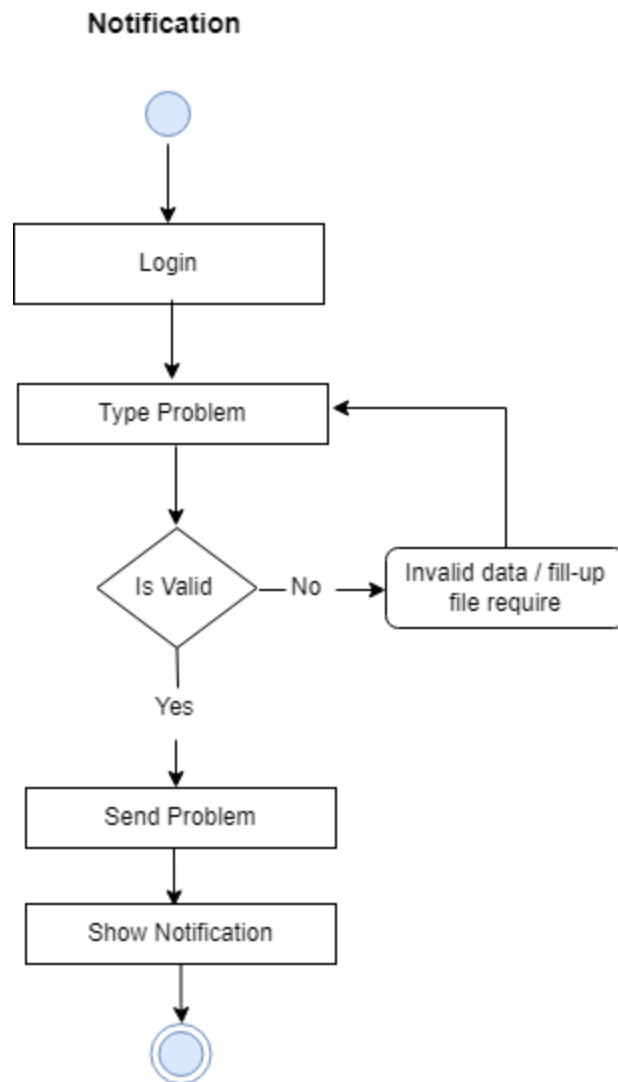 Notification
Login
Type Problem
Is Valid
No
Invalid data / fill-up
file require
Yes
Send Problem
Show Notification